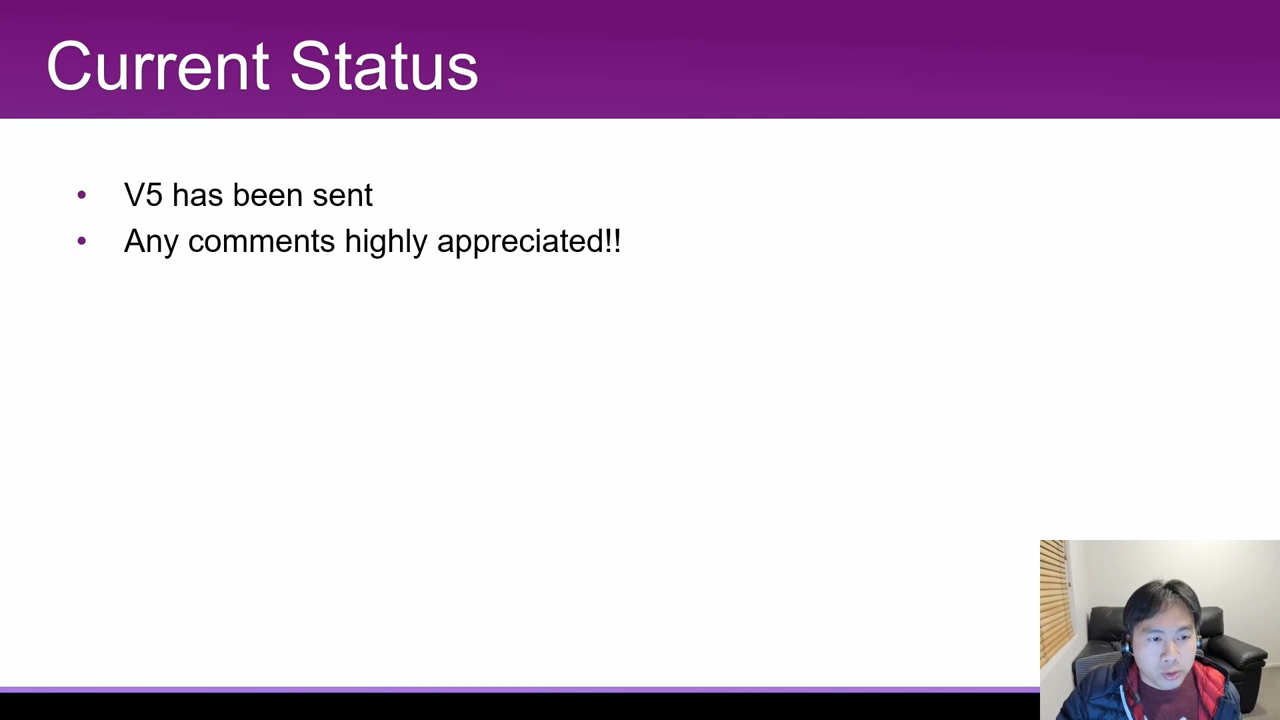 Current Status
• V5 has been sent
• Any comments highly appreciated!!